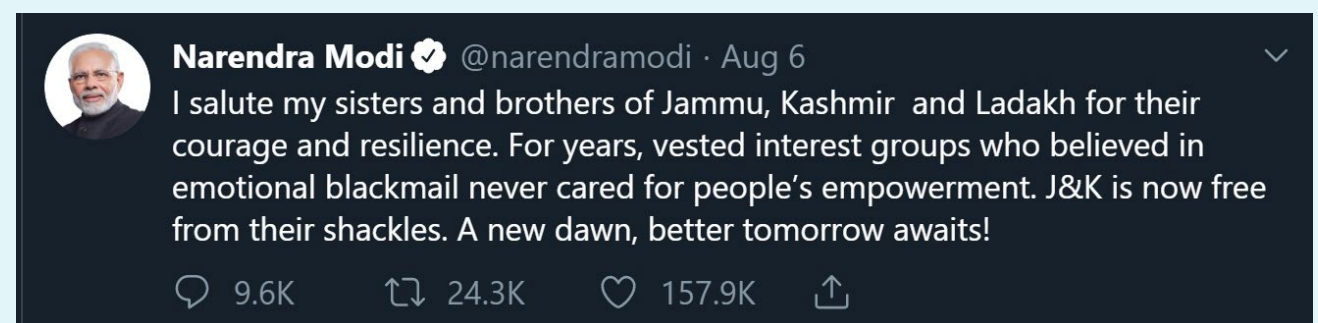 Narendra Modi @narendramodi · Aug 6
I salute my sisters and brothers of Jammu, Kashmir  and Ladakh for their
courage and resilience. For years, vested interest groups who believed in
emotional blackmail never cared for people’s empowerment. J&K is now free
from their shackles. A new dawn, better tomorrow awaits!
9.6K 24.3K 157.9K